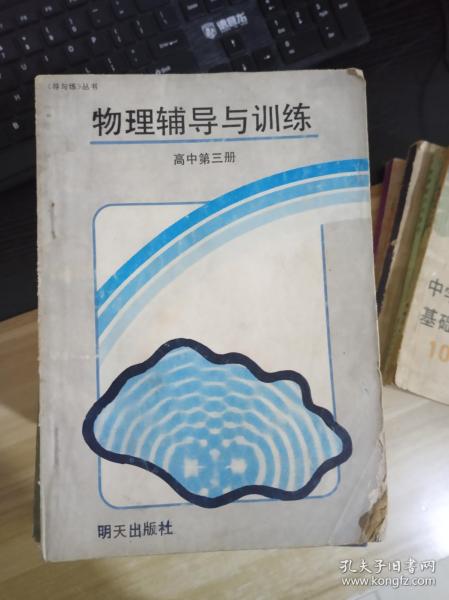 《导与练》丛书
物理辅导与训练
高中第三册
明天出版社
中学
基础
10
孔夫子旧书网
www.kongfz.com